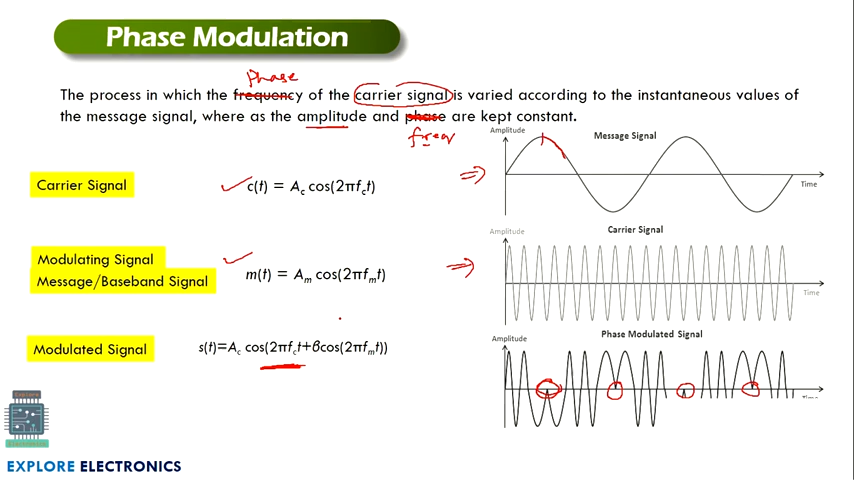 Phase Modulation
Phase
The process in which the frequency of the carrier signal is varied according to the instantaneous values of
the message signal, where as the amplitude and phase are kept constant.
freq
Amplitude
Message Signal
Time
Carrier Signal
c(t) = Ac cos(2πfct)
Carrier Signal
Amplitude
Time
Modulating Signal
Message/Baseband Signal
m(t) = Am cos(2πfmt)
Modulated Signal
s(t)=Ac cos(2πfct+βcos(2πfmt))
Phase Modulated Signal
Amplitude
Time
Explore
EXPLORE ELECTRONICS